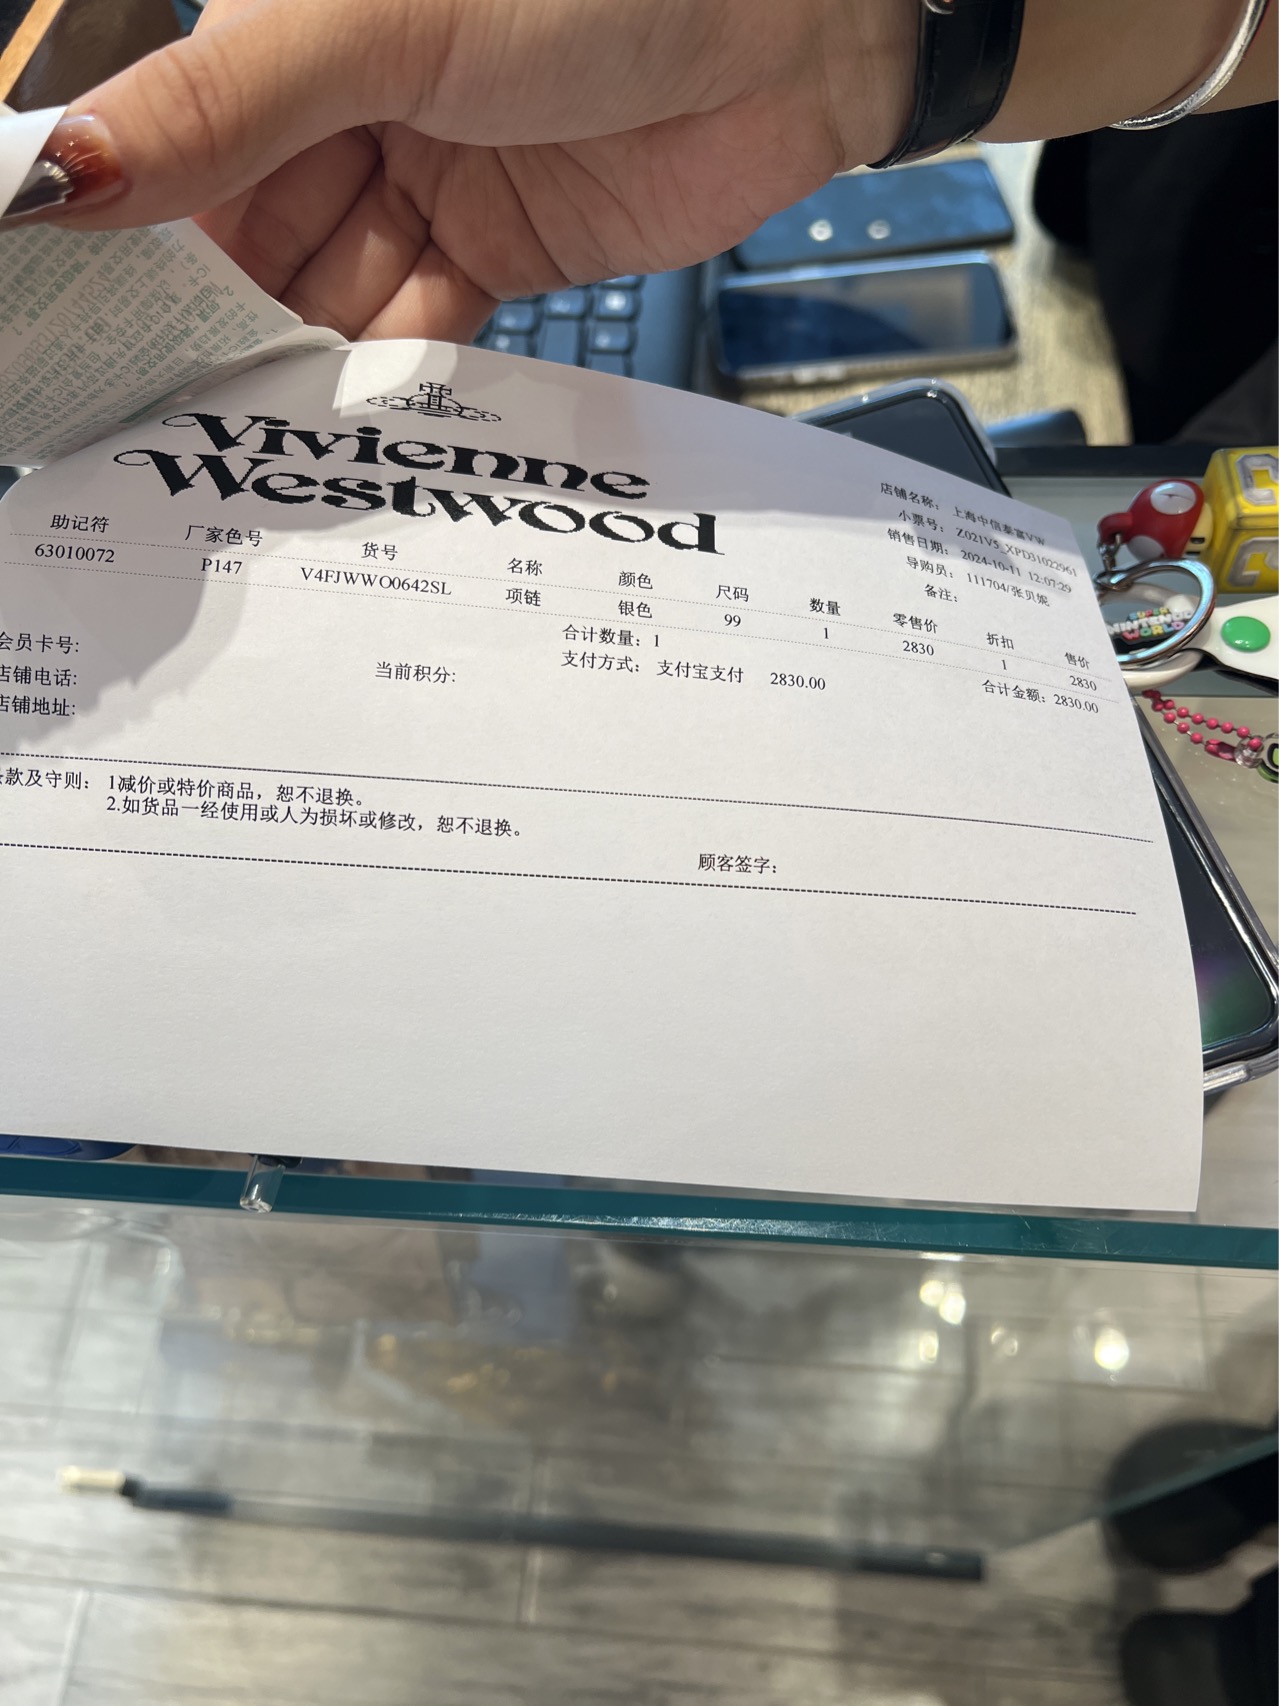 Vivienne
Westwood
店铺名称: 上海中信泰富VW
小票号: Z021V5_XPD31022961
销售日期: 2024-10-11 12:07:29
导购员: 111704/张贝妮
备注:
助记符 厂家色号 货号 名称 颜色 尺码 数量 零售价 折扣 售价
63010072 P147 V4FJWWO0642SL 项链 银色 99 1 2830 1 2830
合计数量: 1 合计金额: 2830.00
会员卡号: 当前积分: 支付方式: 支付宝支付 2830.00
店铺电话:
店铺地址:
条款及守则: 1减价或特价商品，恕不退换。
2.如货品一经使用或人为损坏或修改，恕不退换。
顾客签字:
SUPER
NINTENDO
WORLD